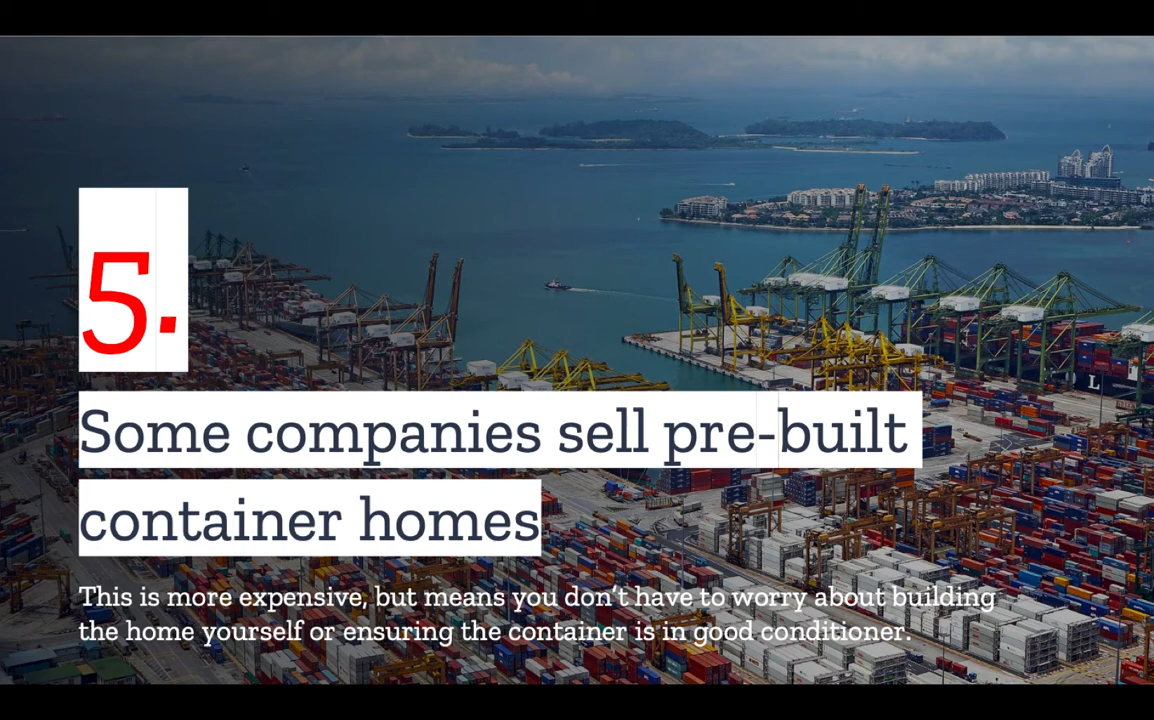 5.
Some companies sell pre-built
container homes
This is more expensive, but means you don't have to worry about building
the home yourself or ensuring the container is in good conditioner.
L